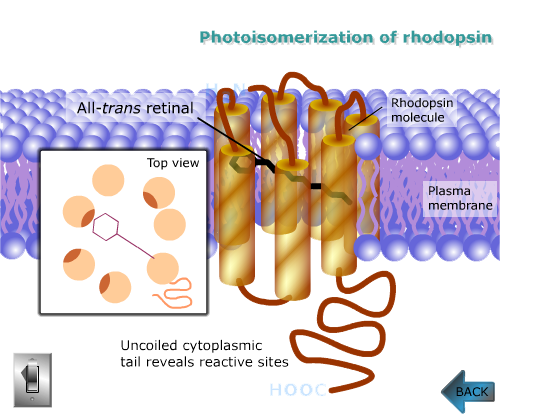 Photoisomerization of rhodopsin
H₂N
All-trans retinal
Rhodopsin
molecule
Top view
Plasma
membrane
Uncoiled cytoplasmic
tail reveals reactive sites
HOOC
BACK